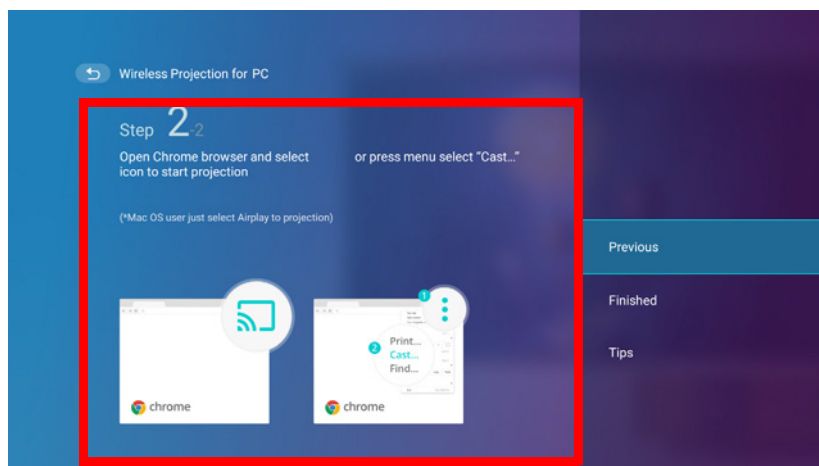 Wireless Projection for PC
Step 2-2
Open Chrome browser and select
icon to start projection
or press menu select "Cast..."
(*Mac OS user just select Airplay to projection)
1
2
Print...
Cast...
Find...
chrome
chrome
Previous
Finished
Tips